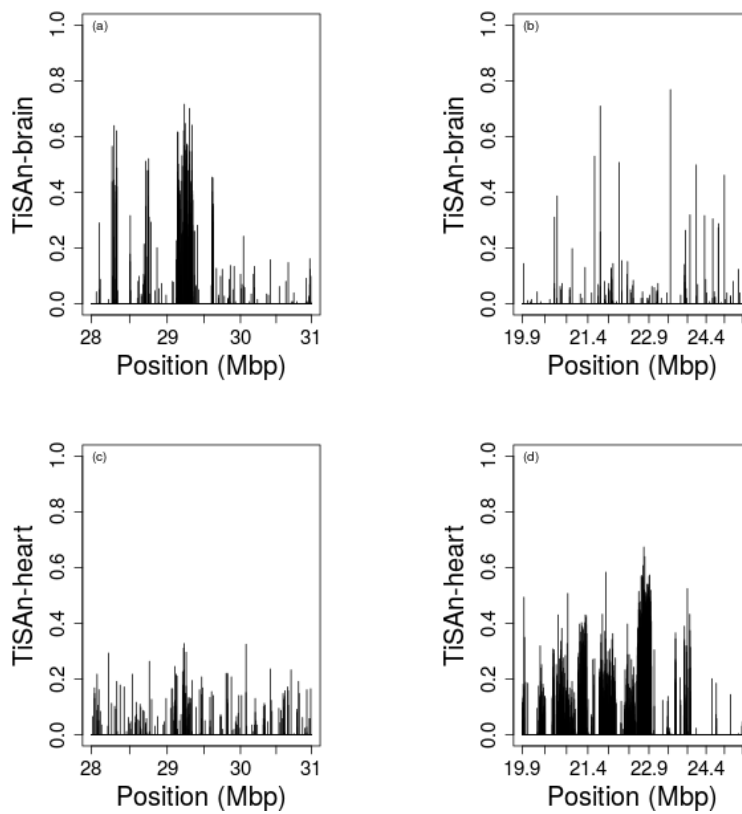 (a)
TiSAn-brain
0.0 0.2 0.4 0.6 0.8 1.0
28 29 30 31
Position (Mbp)
(b)
TiSAn-brain
0.0 0.2 0.4 0.6 0.8 1.0
19.9 21.4 22.9 24.4
Position (Mbp)
(c)
TiSAn-heart
0.0 0.2 0.4 0.6 0.8 1.0
28 29 30 31
Position (Mbp)
(d)
TiSAn-heart
0.0 0.2 0.4 0.6 0.8 1.0
19.9 21.4 22.9 24.4
Position (Mbp)